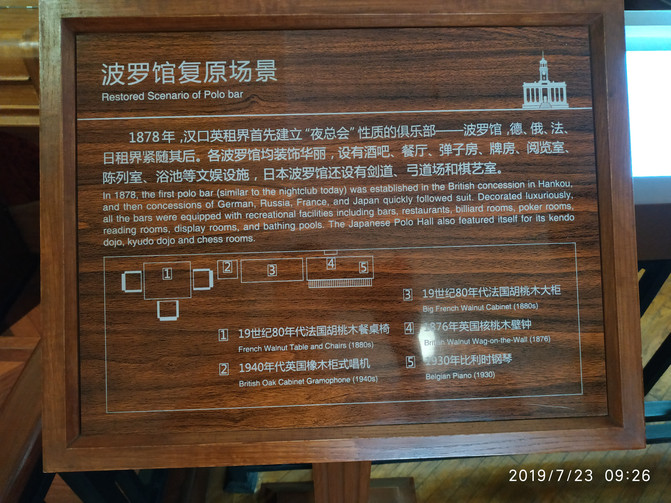 波罗馆复原场景
Restored Scenario of Polo bar
1878年，汉口英租界首先建立“夜总会”性质的俱乐部——波罗馆，德、俄、法、
日租界紧随其后。各波罗馆均装饰华丽，设有酒吧、餐厅、弹子房、牌房、阅览室、
陈列室、浴池等文娱设施，日本波罗馆还设有剑道、弓道场和棋艺室。
In 1878, the first polo bar (similar to the nightclub today) was established in the British concession in Hankou,
and then concessions of German, Russia, France, and Japan quickly followed suit. Decorated luxuriously,
all the bars were equipped with recreational facilities including bars, restaurants, billiard rooms, poker rooms,
reading rooms, display rooms, and bathing pools. The Japanese Polo Hall also featured itself for its kendo
dojo, kyudo dojo and chess rooms.
1 2 3 4 5
1 19世纪80年代法国胡桃木餐桌椅
French Walnut Table and Chairs (1880s)
2 1940年代英国橡木柜式唱机
British Oak Cabinet Gramophone (1940s)
3 19世纪80年代法国胡桃木大柜
Big French Walnut Cabinet (1880s)
4 1876年英国核桃木壁钟
British Walnut Wag-on-the-Wall (1876)
5 1930年比利时钢琴
Belgian Piano (1930)
2019/7/23 09:26